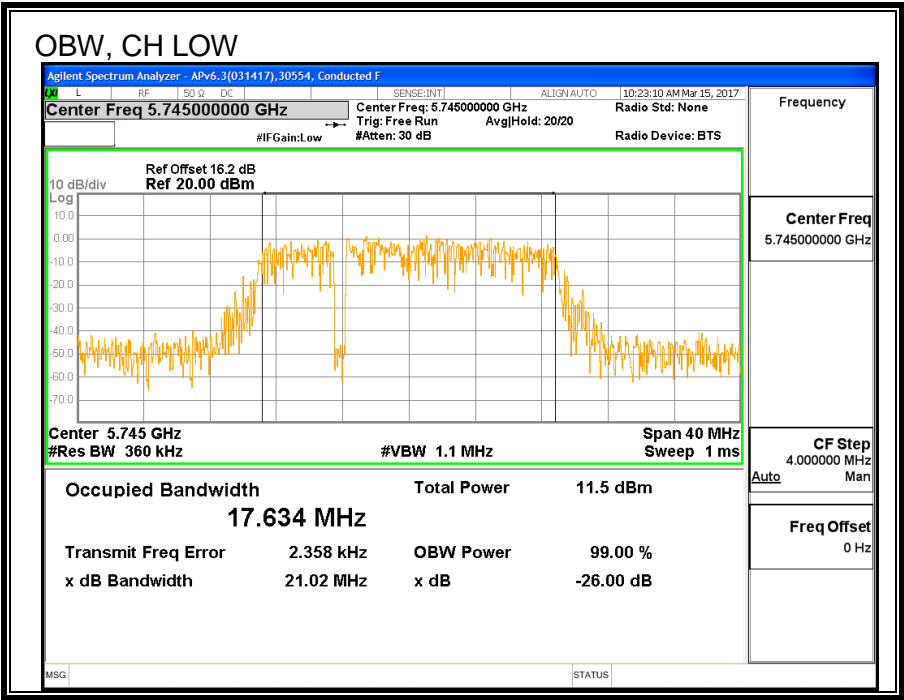 OBW, CH LOW
Agilent Spectrum Analyzer - APv6.3(031417),30554, Conducted F
LXI L RF 50 Ω DC SENSE:INT ALIGN AUTO 10:23:10 AM Mar 15, 2017
Center Freq 5.745000000 GHz
Center Freq: 5.745000000 GHz Radio Std: None
Trig: Free Run Avg|Hold: 20/20
#IFGain:Low #Atten: 30 dB Radio Device: BTS
Ref Offset 16.2 dB
10 dB/div Ref 20.00 dBm
Log
10.0
0.00
-10.0
-20.0
-30.0
-40.0
-50.0
-60.0
-70.0
Center 5.745 GHz Span 40 MHz
#Res BW 360 kHz #VBW 1.1 MHz Sweep 1 ms
Occupied Bandwidth Total Power 11.5 dBm
17.634 MHz
Transmit Freq Error 2.358 kHz OBW Power 99.00 %
x dB Bandwidth 21.02 MHz x dB -26.00 dB
Frequency
Center Freq
5.745000000 GHz
CF Step
4.000000 MHz
Auto Man
Freq Offset
0 Hz
MSG STATUS